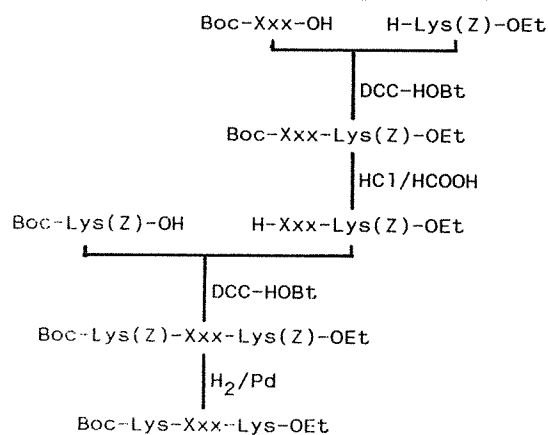 Boc-Xxx-OH H-Lys(Z)-OEt
DCC-HOBt
Boc-Xxx-Lys(Z)-OEt
HCl/HCOOH
Boc-Lys(Z)-OH H-Xxx-Lys(Z)-OEt
DCC-HOBt
Boc-Lys(Z)-Xxx-Lys(Z)-OEt
H2/Pd
Boc-Lys-Xxx-Lys-OEt